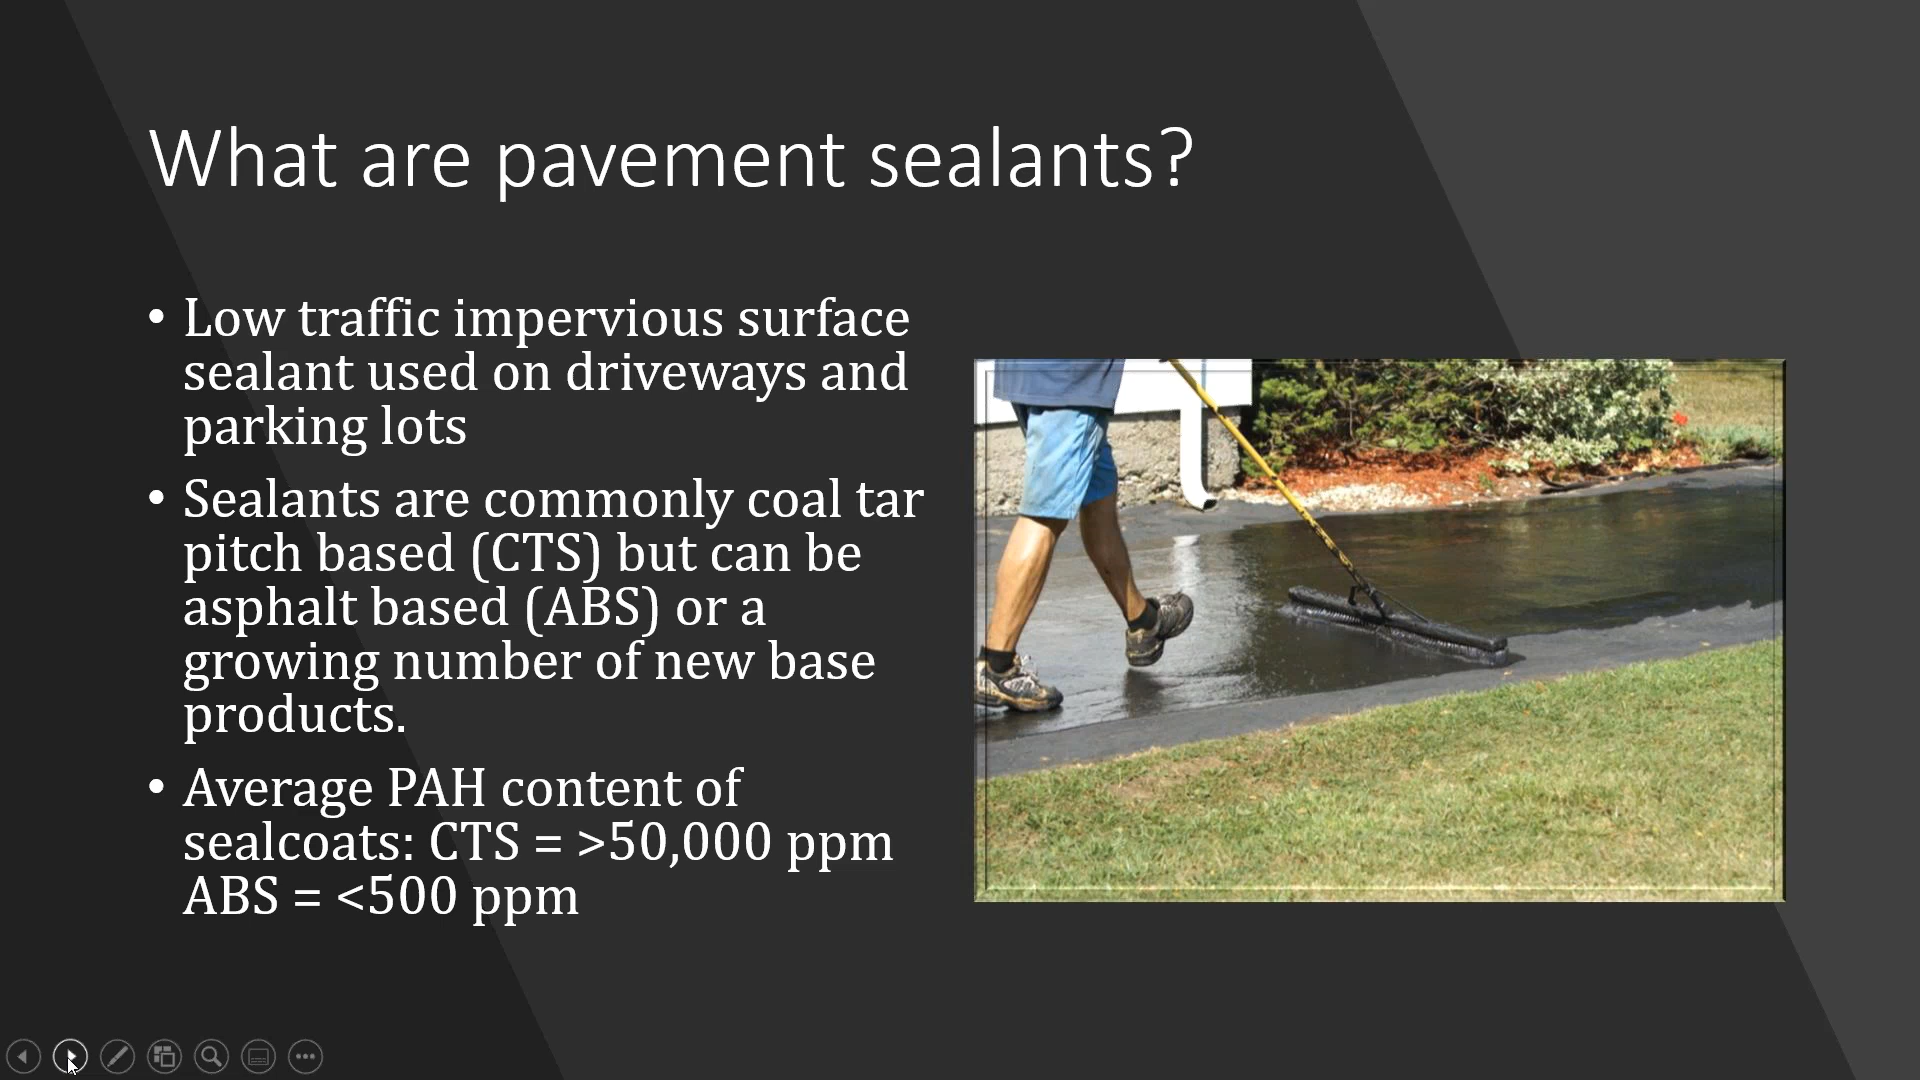 What are pavement sealants?
• Low traffic impervious surface
sealant used on driveways and
parking lots
• Sealants are commonly coal tar
pitch based (CTS) but can be
asphalt based (ABS) or a
growing number of new base
products.
• Average PAH content of
sealcoats: CTS = >50,000 ppm
ABS = <500 ppm